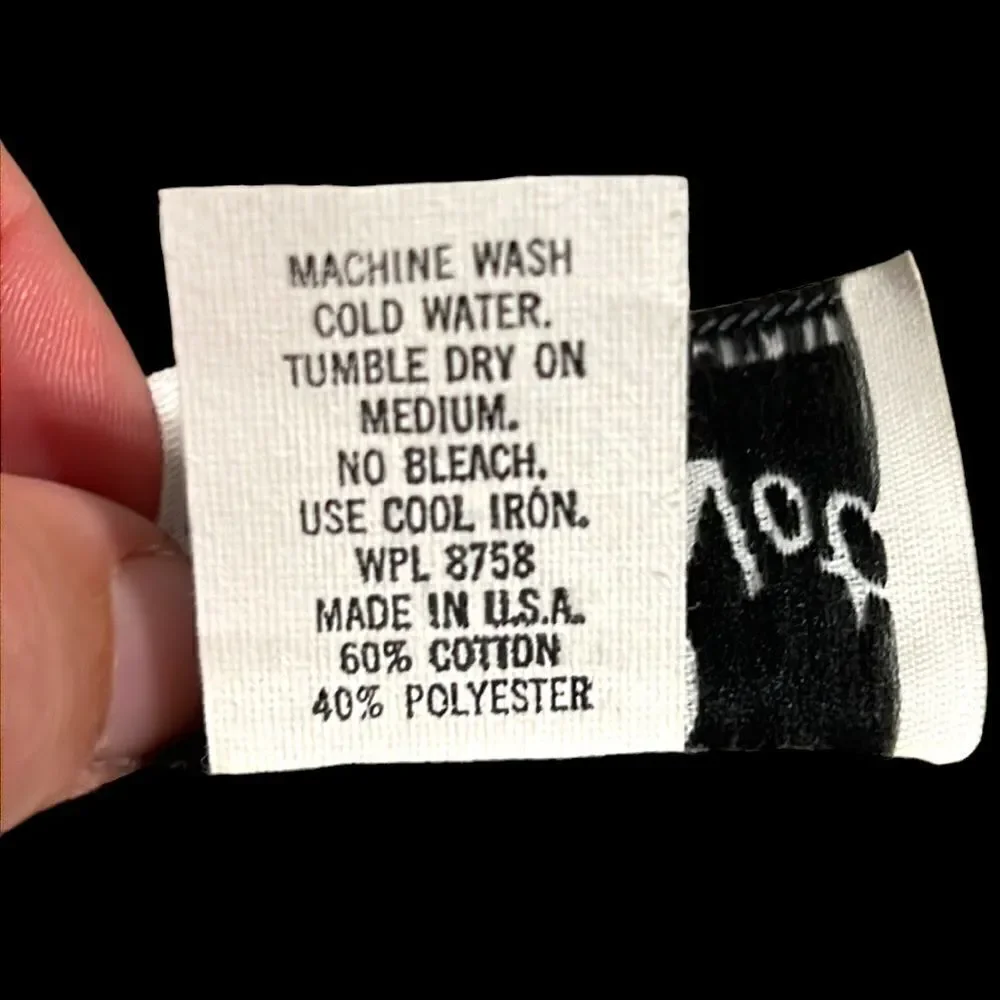 MACHINE WASH
COLD WATER.
TUMBLE DRY ON
MEDIUM.
NO BLEACH.
USE COOL IRON.
WPL 8758
MADE IN U.S.A.
60% COTTON
40% POLYESTER